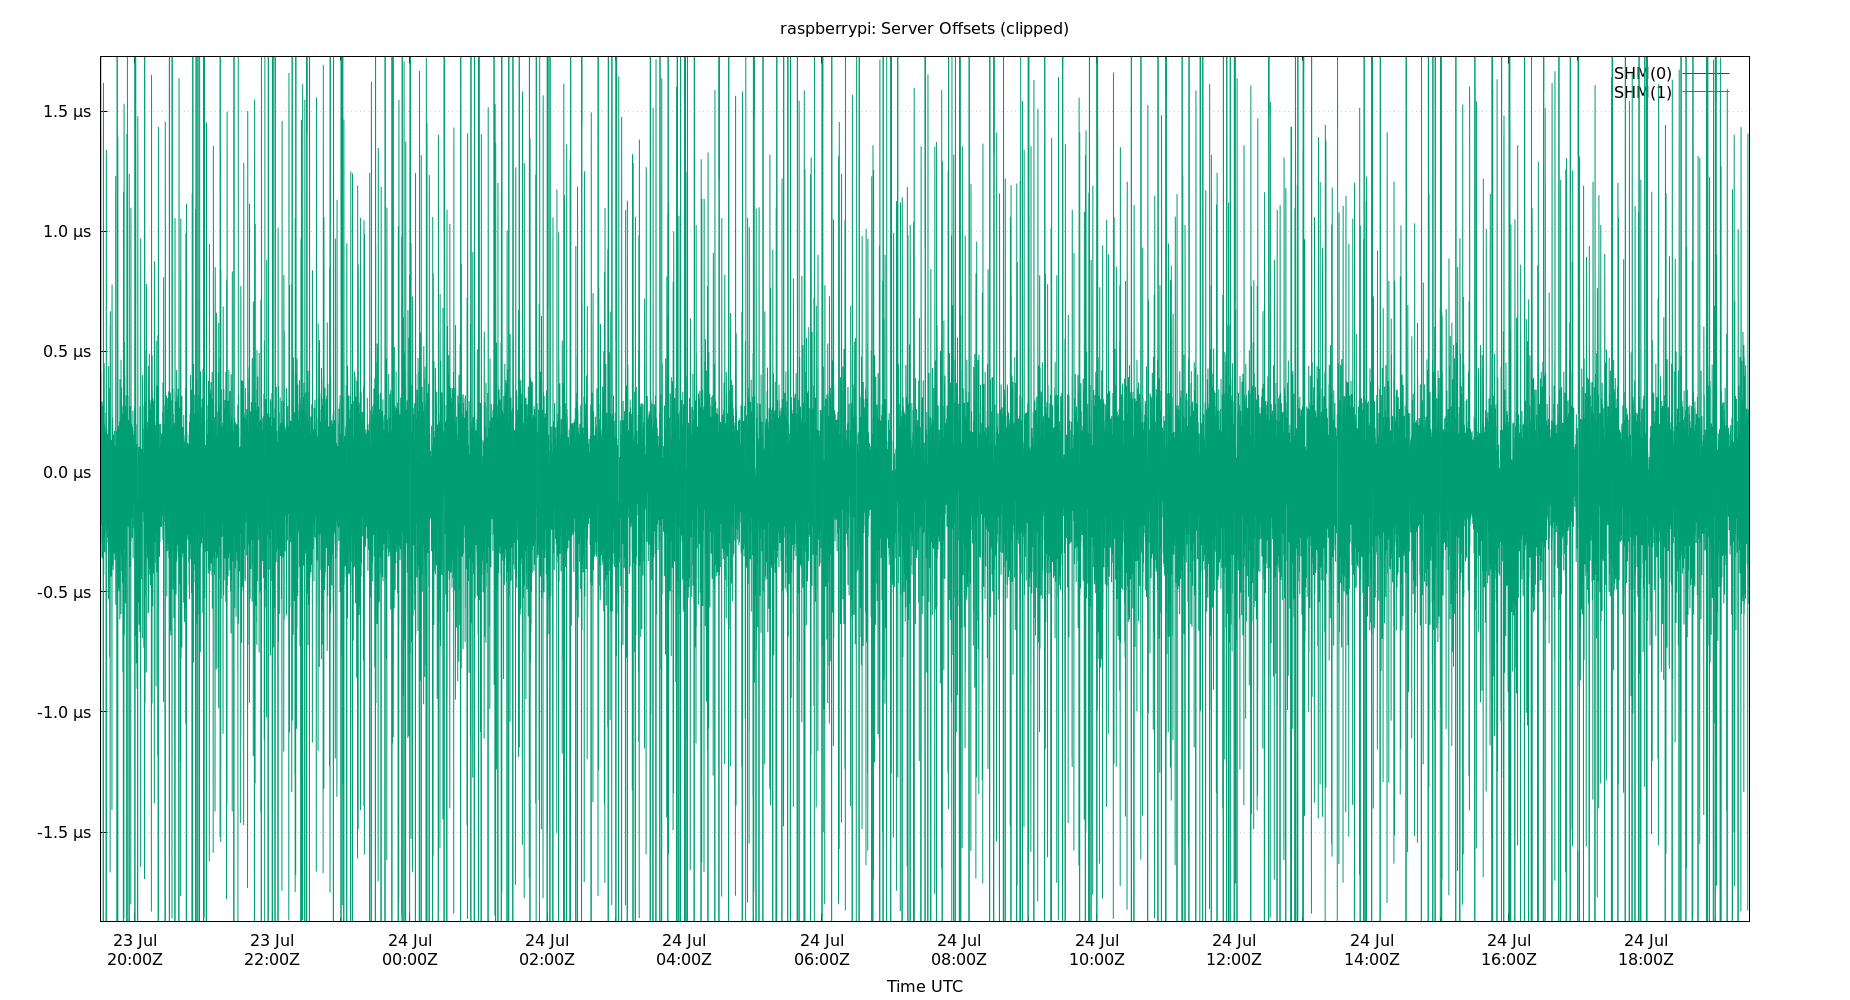 raspberrypi: Server Offsets (clipped)
SHM(0)
SHM(1)
1.5 µs
1.0 µs
0.5 µs
0.0 µs
-0.5 µs
-1.0 µs
-1.5 µs
23 Jul 23 Jul 24 Jul 24 Jul 24 Jul 24 Jul 24 Jul 24 Jul 24 Jul 24 Jul 24 Jul 24 Jul
20:00Z 22:00Z 00:00Z 02:00Z 04:00Z 06:00Z 08:00Z 10:00Z 12:00Z 14:00Z 16:00Z 18:00Z
Time UTC